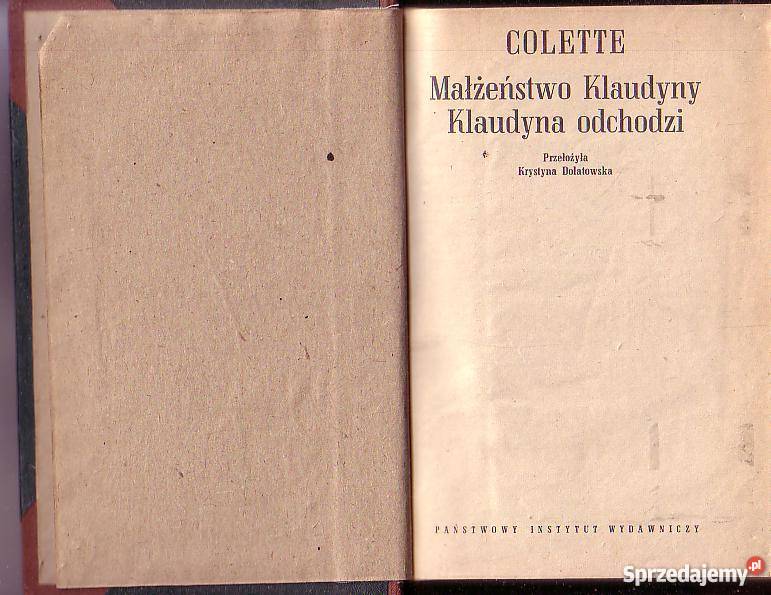 COLETTE
Małżeństwo Klaudyny
Klaudyna odchodzi
Przełożyła
Krystyna Dolatowska
PAŃSTWOWY INSTYTUT WYDAWNICZY
Sprzedajemy.pl